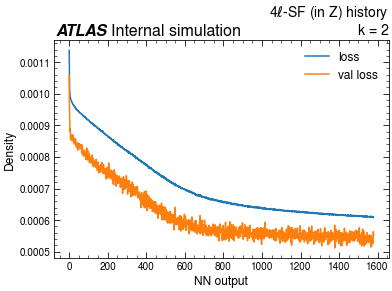 4ℓ-SF (in Z) history
ATLAS Internal simulation
k = 2
loss
val loss
Density
0.0011
0.0010
0.0009
0.0008
0.0007
0.0006
0.0005
0 200 400 600 800 1000 1200 1400 1600
NN output